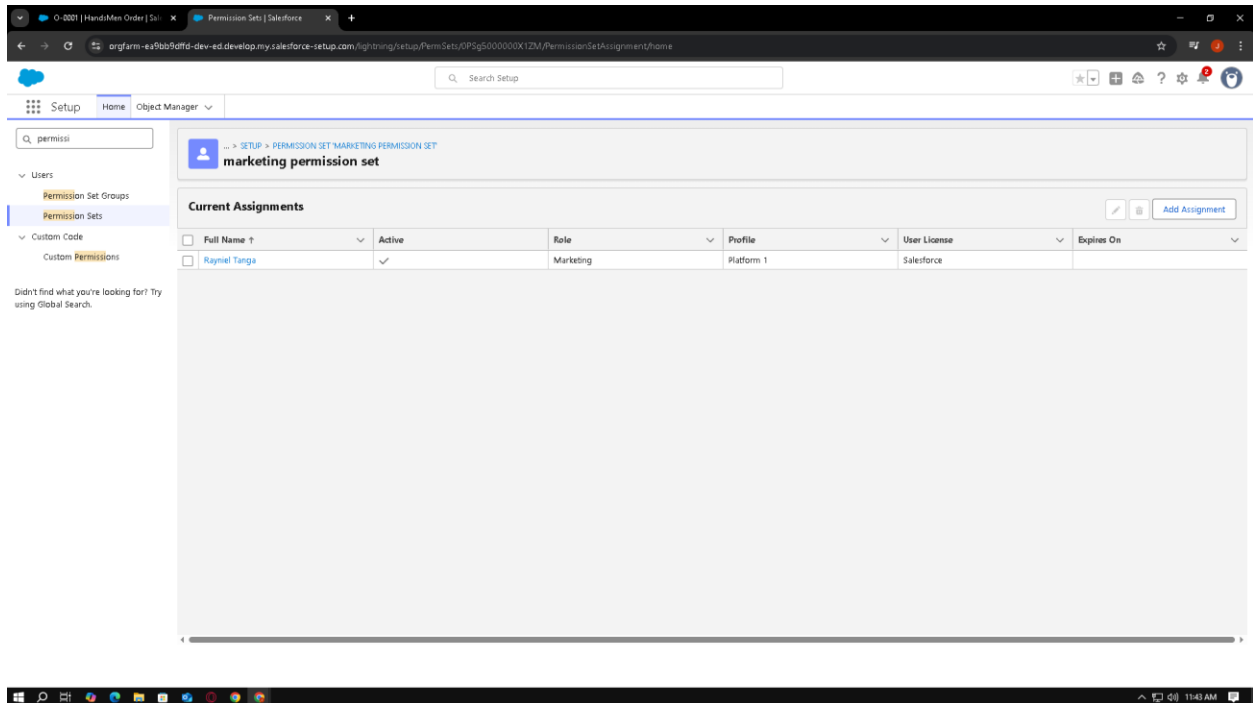 O-0001 | HandsMen Order | Sale
Permission Sets | Salesforce
orgfarm-ea9bb9dffd-dev-ed.develop.my.salesforce-setup.com/lightning/setup/PermSets/0PSg5000000X1ZM/PermissionSetAssignment/home
J
Search Setup
2
Setup
Home
Object Manager
permissi
... > SETUP > PERMISSION SET 'MARKETING PERMISSION SET'
marketing permission set
Users
Permission Set Groups
Permission Sets
Custom Code
Custom Permissions
Didn't find what you're looking for? Try
using Global Search.
Current Assignments
Add Assignment
Full Name ↑ Active Role Profile User License Expires On
Rayniel Tanga Marketing Platform 1 Salesforce
11:43 AM